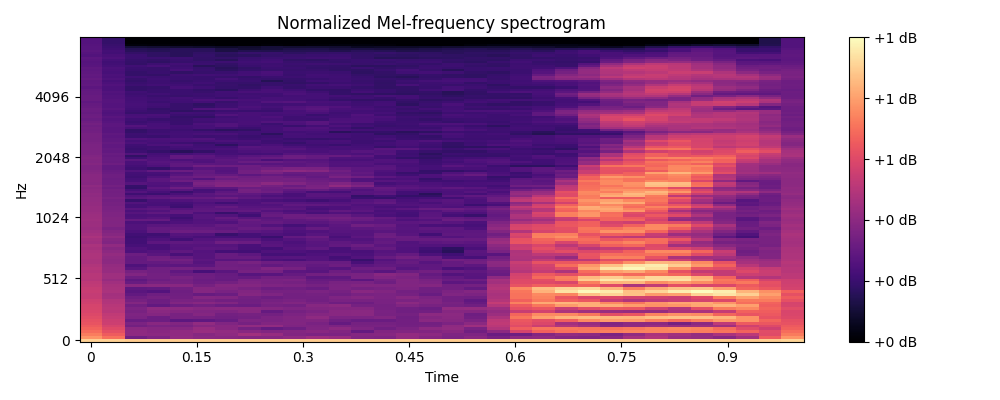 Normalized Mel-frequency spectrogram
Hz
4096
2048
1024
512
0
0 0.15 0.3 0.45 0.6 0.75 0.9
Time
+1 dB
+1 dB
+1 dB
+0 dB
+0 dB
+0 dB